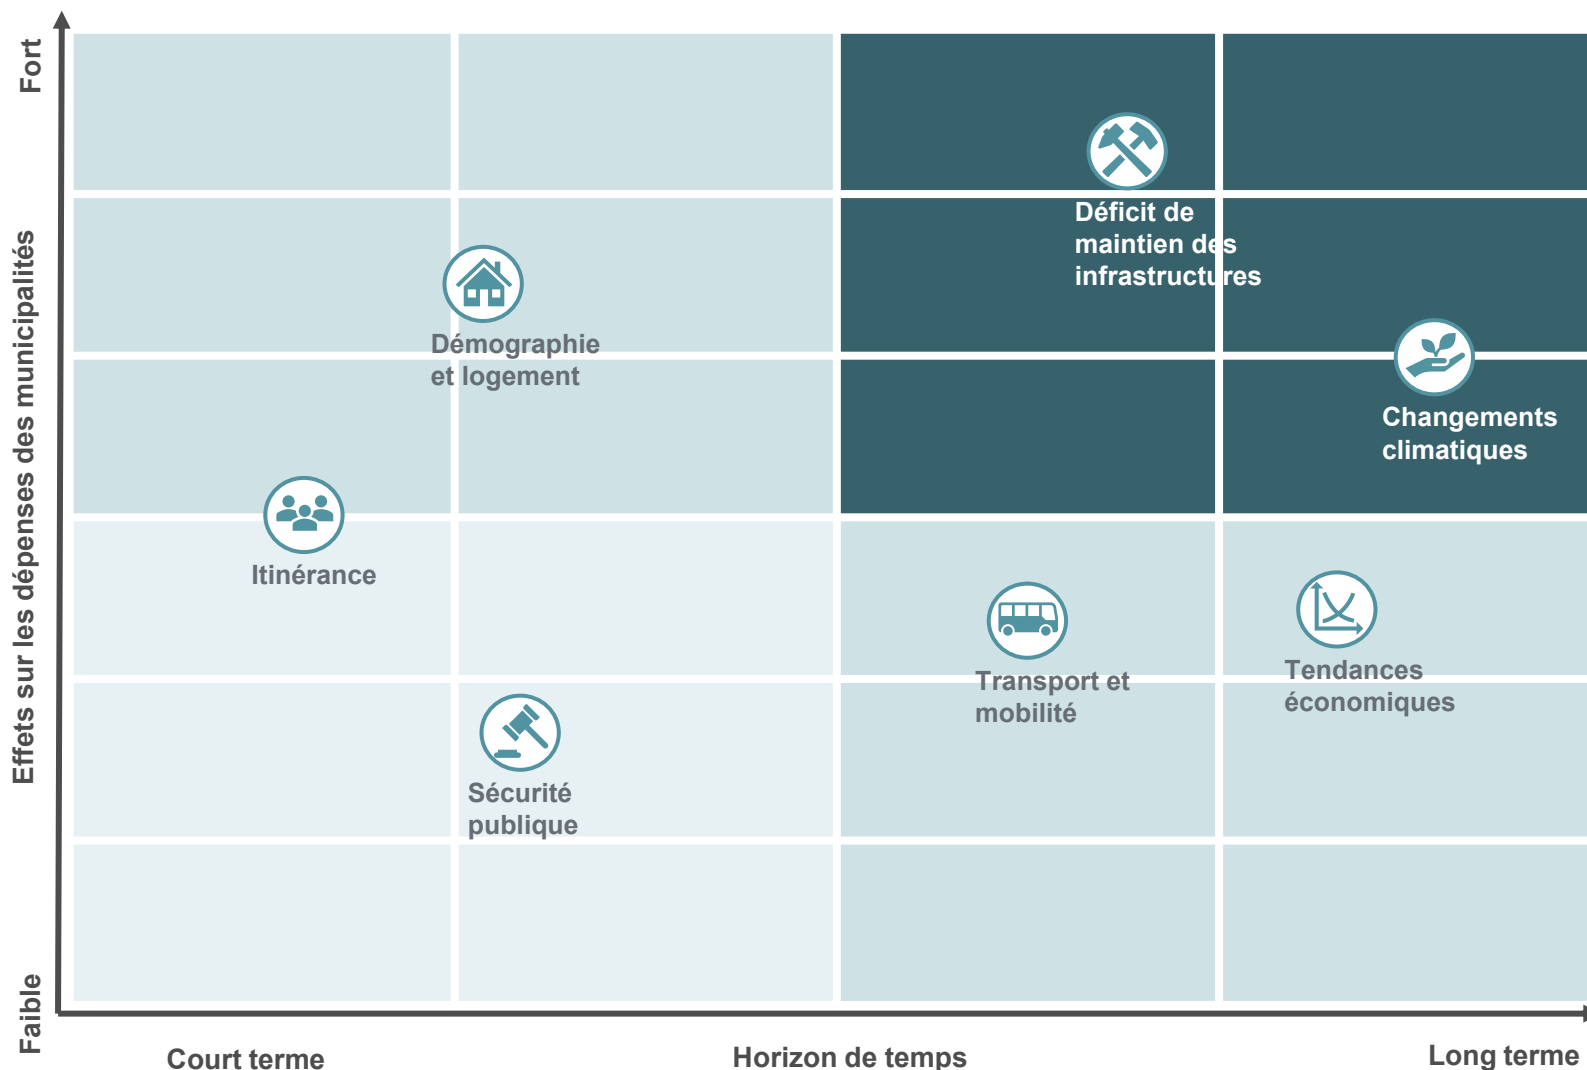 Fort
Effets sur les dépenses des municipalités
Faible
Déficit de
maintien des
infrastructures
Démographie
et logement
Changements
climatiques
Itinérance
Transport et
mobilité
Tendances
économiques
Sécurité
publique
Court terme
Horizon de temps
Long terme